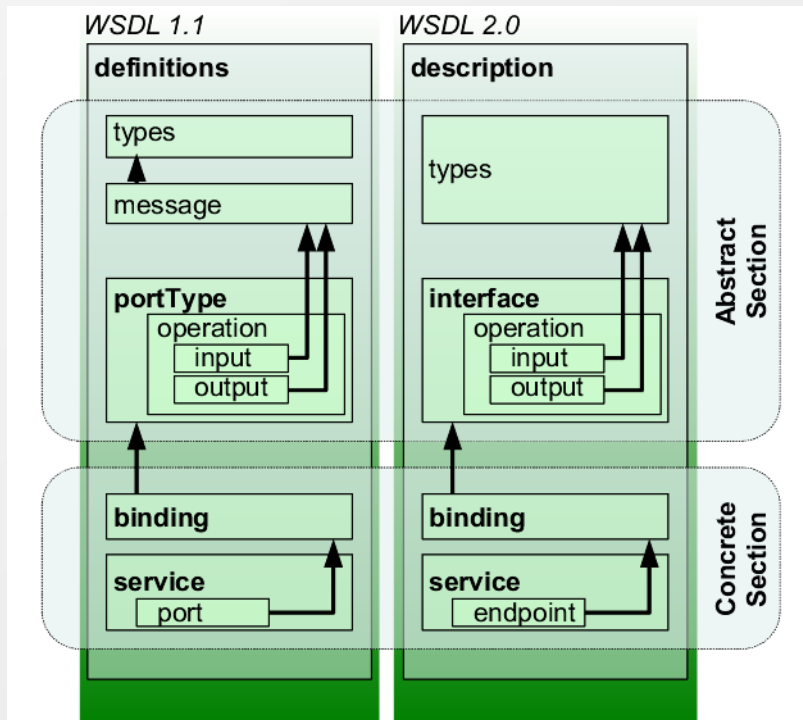 WSDL 1.1
definitions
types
message
portType
operation
input
output
binding
service
port
WSDL 2.0
description
types
interface
operation
input
output
binding
service
endpoint
Abstract
Section
Concrete
Section